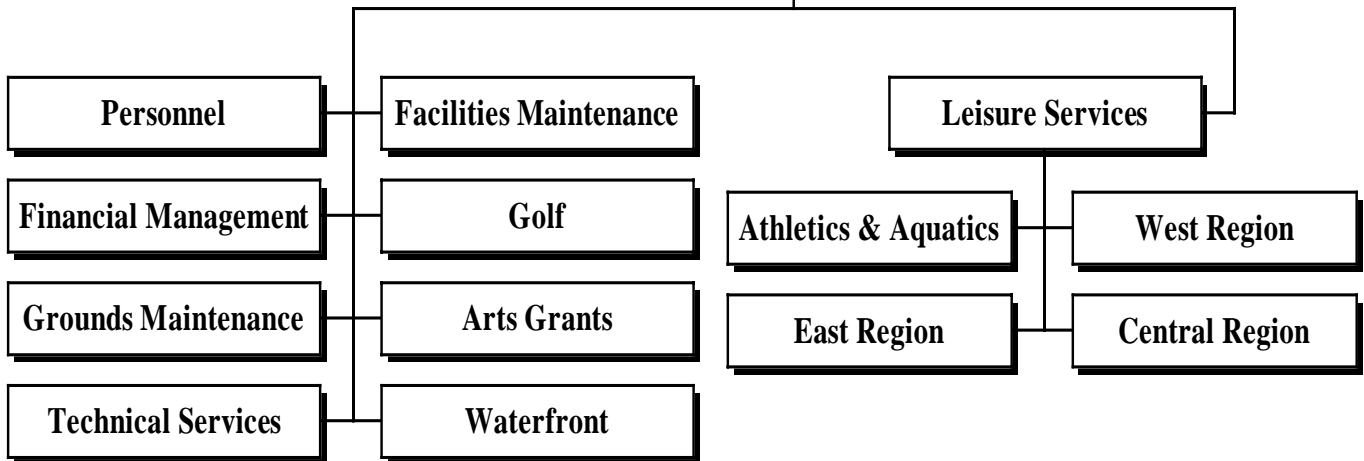 Personnel
Facilities Maintenance
Leisure Services
Financial Management
Golf
Athletics & Aquatics
West Region
Grounds Maintenance
Arts Grants
East Region
Central Region
Technical Services
Waterfront